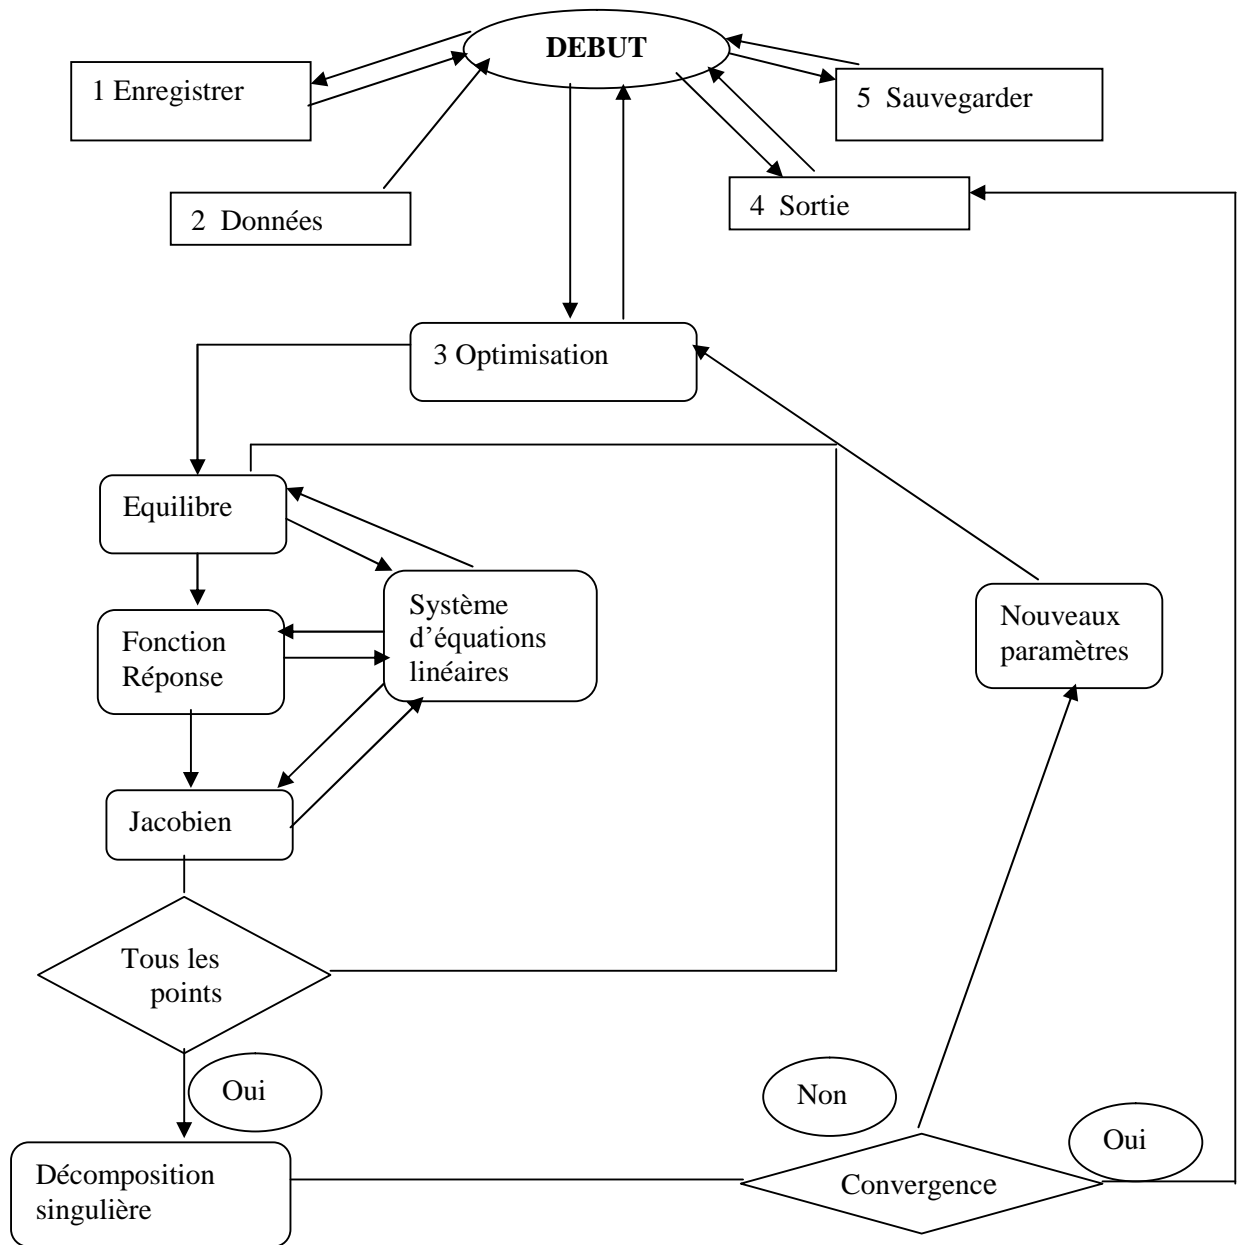 DEBUT
1 Enregistrer
5 Sauvegarder
2 Données
4 Sortie
3 Optimisation
Equilibre
Système
d’équations
linéaires
Fonction
Réponse
Nouveaux
paramètres
Jacobien
Tous les
points
Oui
Non
Oui
Décomposition
singulière
Convergence